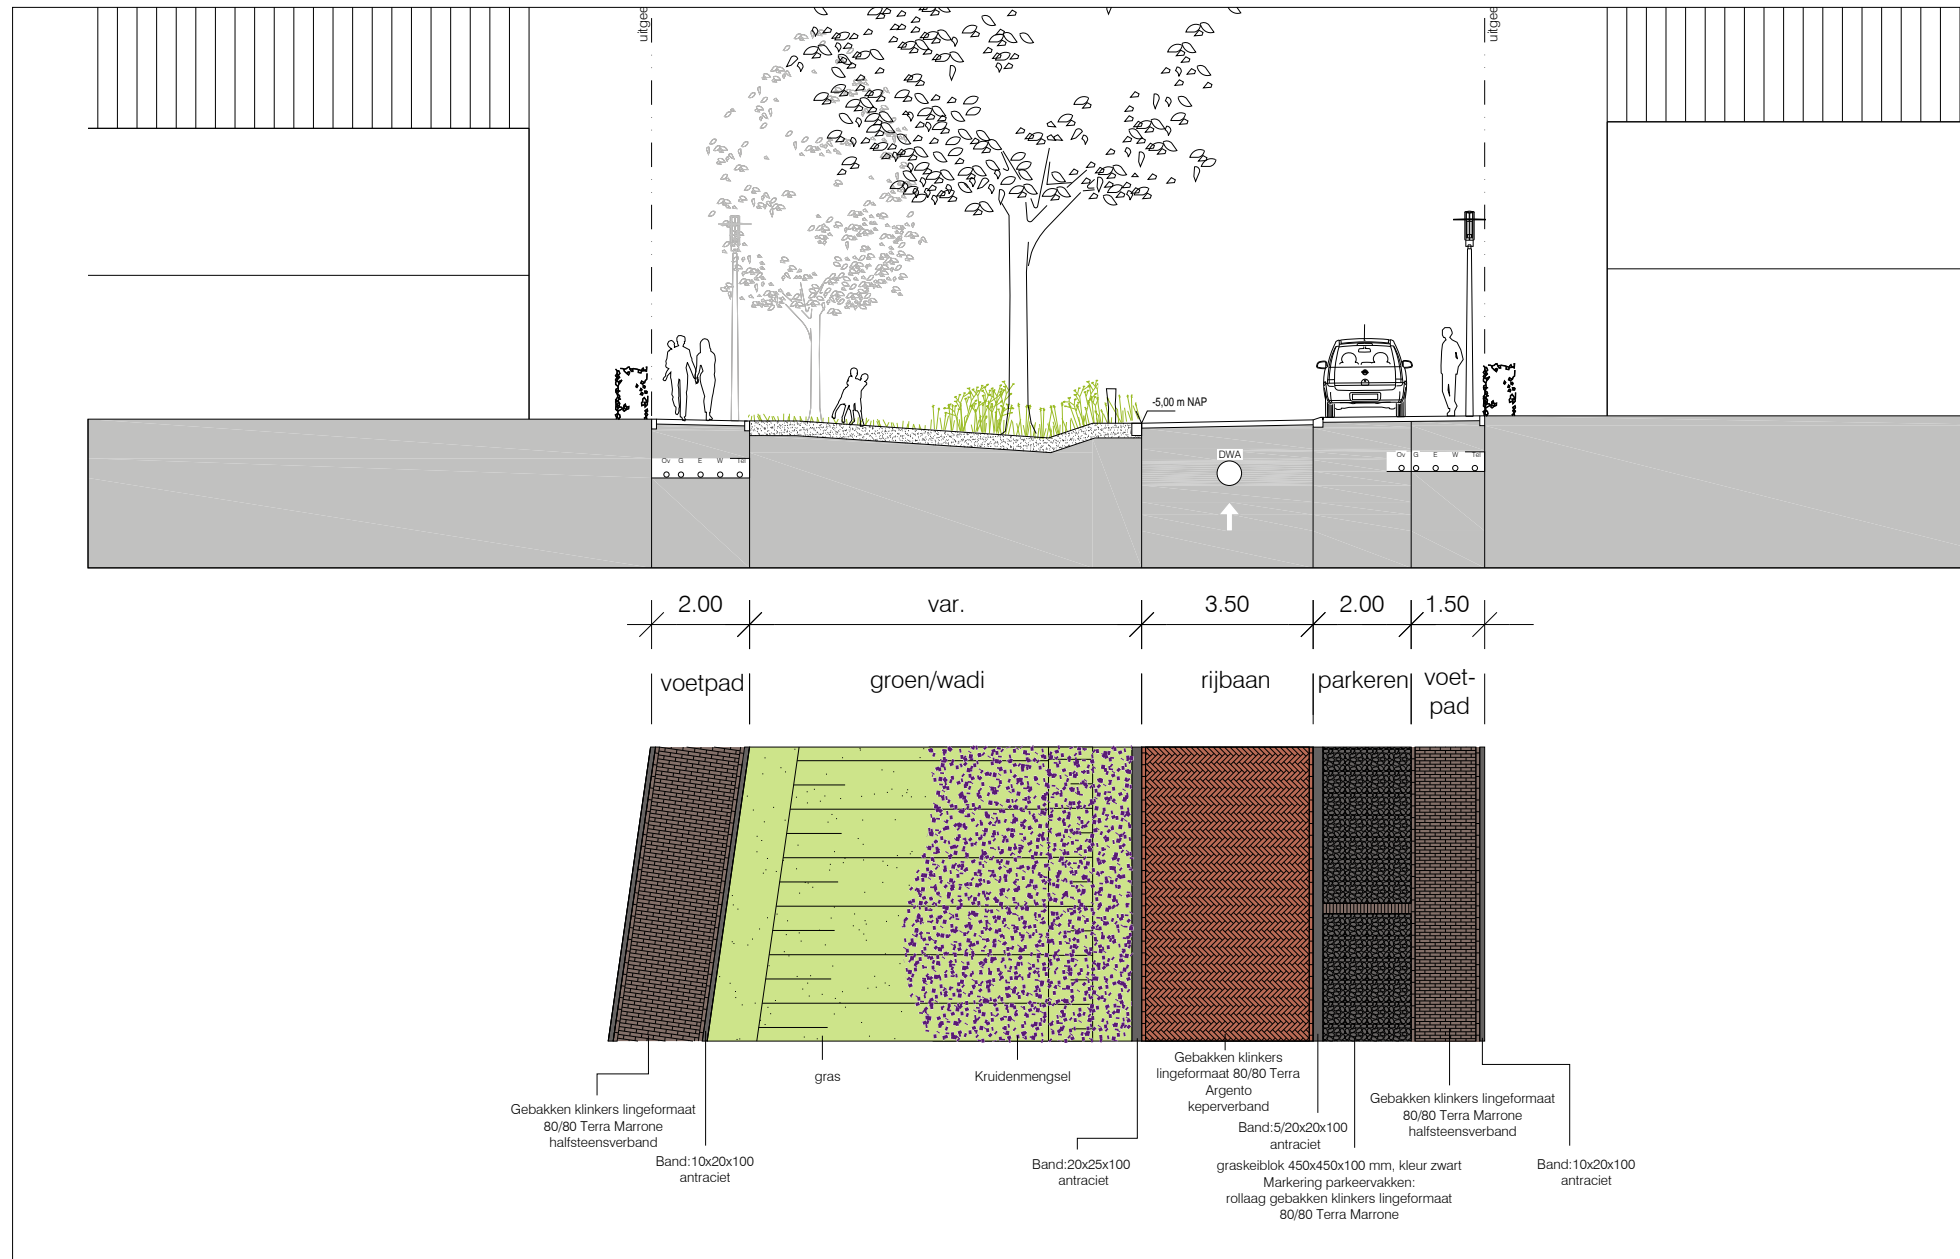 uitgee
uitgee
-5,00 m NAP
Ov G E W Tel
DWA
Ov G E W Tel
2.00 var. 3.50 2.00 1.50
voetpad groen/wadi rijbaan parkeren voet-
pad
gras
Kruidenmengsel
Gebakken klinkers lingeformaat
80/80 Terra Marrone
halfsteensverband
Band:10x20x100
antraciet
Band:20x25x100
antraciet
Gebakken klinkers
lingeformaat 80/80 Terra
Argento
keperverband
Band:5/20x20x100
antraciet
graskeiblok 450x450x100 mm, kleur zwart
Markering parkeervakken:
rollaag gebakken klinkers lingeformaat
80/80 Terra Marrone
Gebakken klinkers lingeformaat
80/80 Terra Marrone
halfsteensverband
Band:10x20x100
antraciet